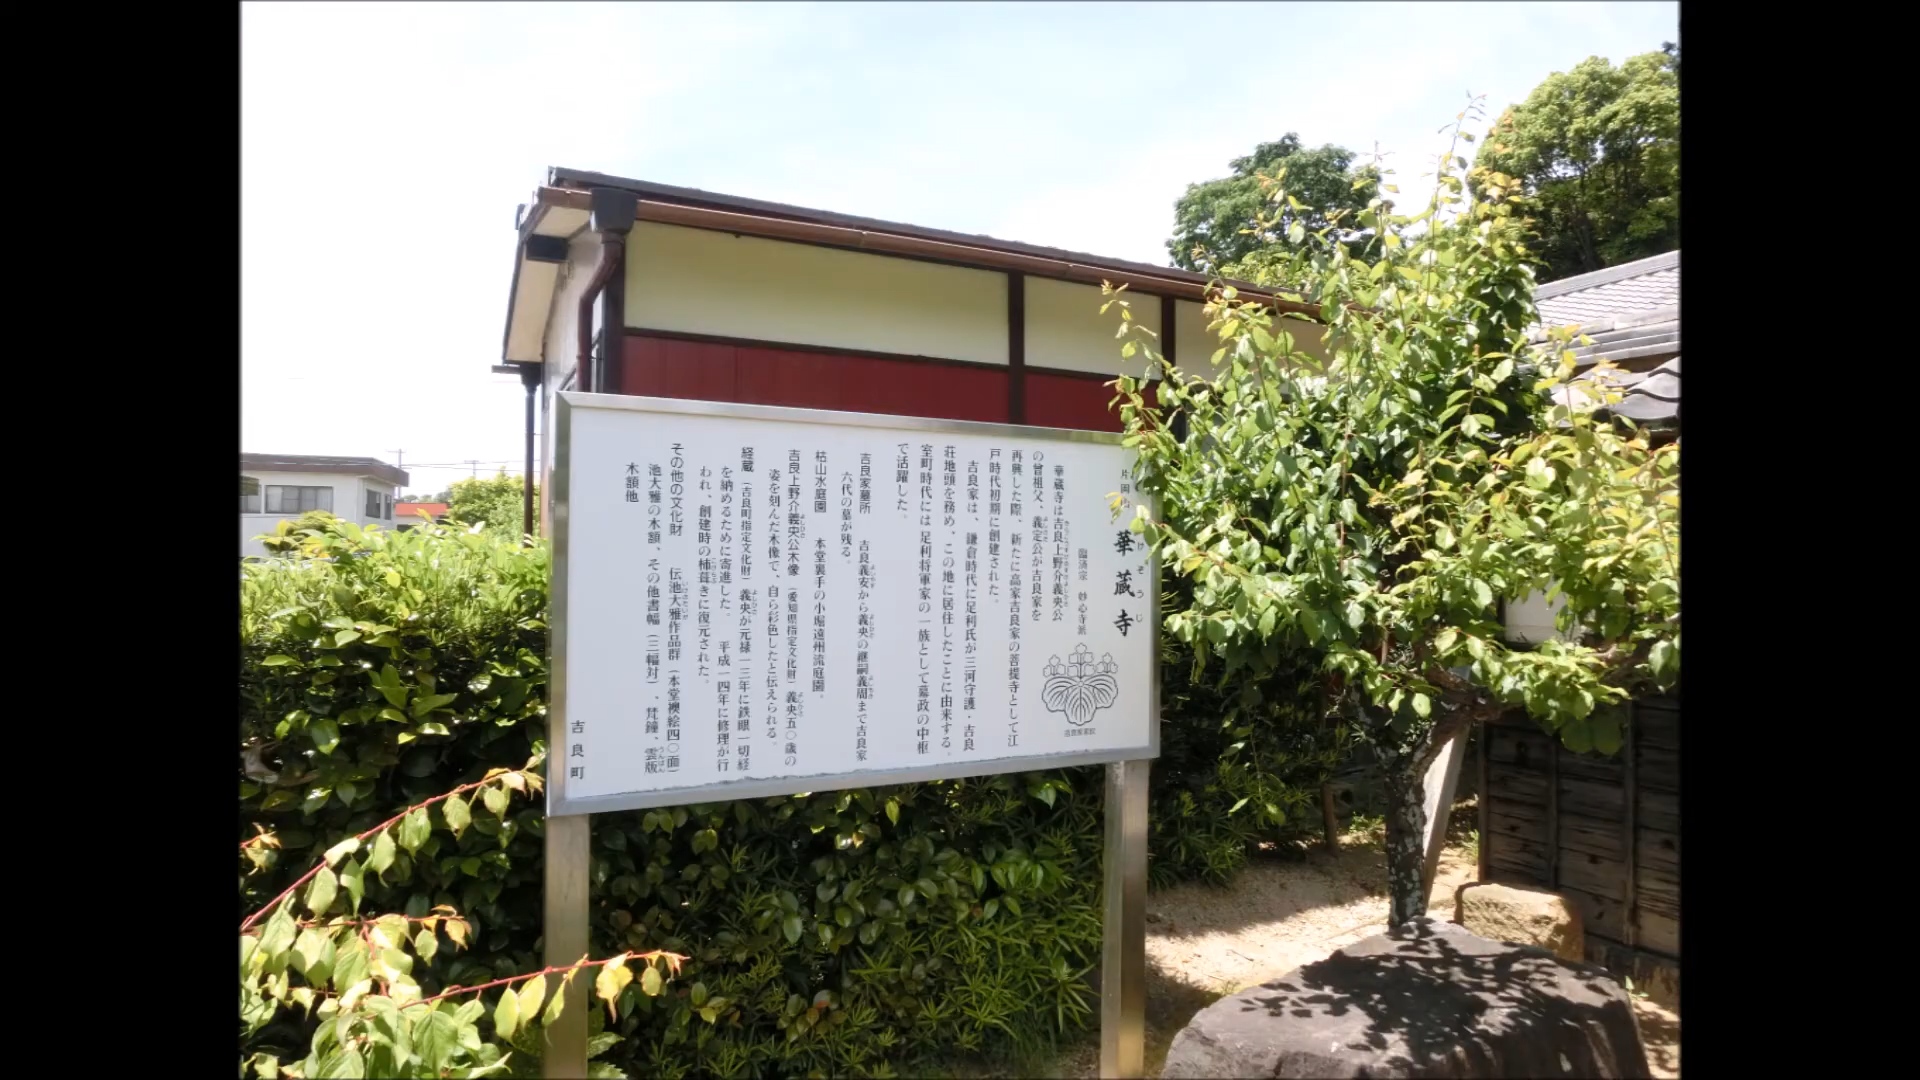 片岡山 華蔵寺
けぞうじ
臨済宗 妙心寺派
華蔵寺は吉良上野介義央公
の曾祖父、義定公が吉良家を
再興した際、新たに高家吉良家の菩提寺として江
戸時代初期に創建された。
吉良家は、鎌倉時代に足利氏が三河守護・吉良
荘地頭を務め、この地に居住したことに由来する。
室町時代には足利将軍家の一族として幕政の中枢
で活躍した。
吉良家墓所 吉良義安から義央の継嗣義周まで吉良家
六代の墓が残る。
枯山水庭園 本堂裏手の小堀遠州流庭園。
吉良上野介義央公木像(愛知県指定文化財)義央五〇歳の
姿を刻んだ木像で、自ら彩色したと伝えられる。
経蔵(吉良町指定文化財)義央が元禄一三年に鉄眼一切経
を納めるために寄進した。 平成一四年に修理が行
われ、創建時の杮葺きに復元された。
その他の文化財 伝池大雅作品群(本堂襖絵四〇面)
池大雅の木額、その他書幅(三幅対)、梵鐘、雲版
木額他
吉良町